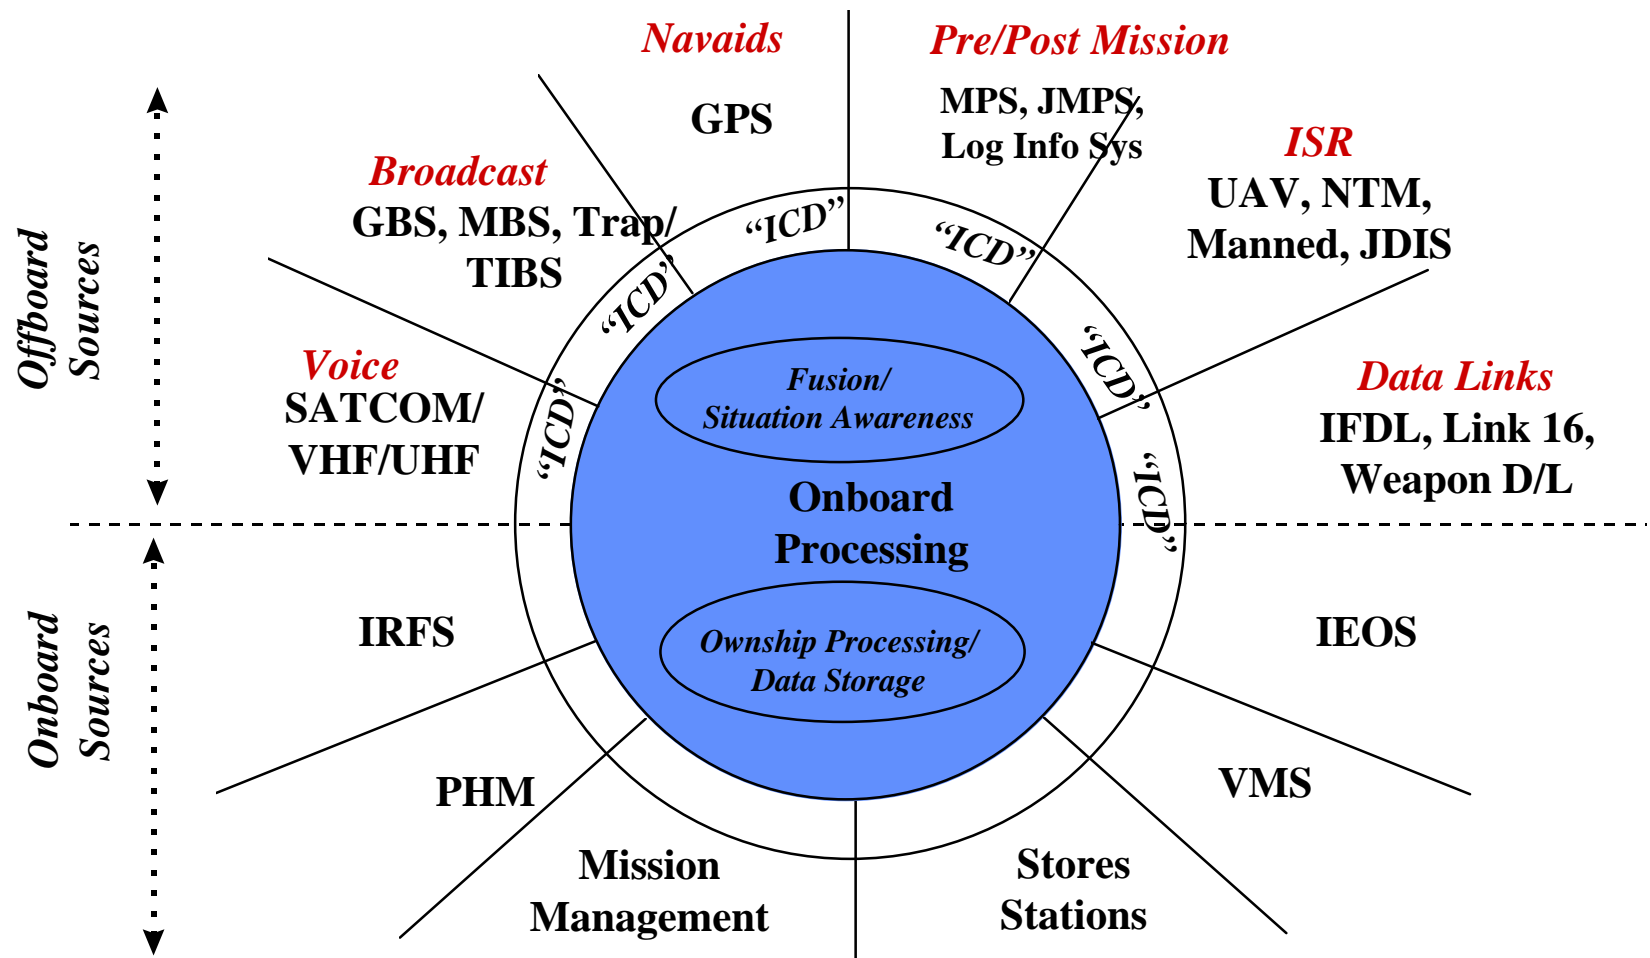 Navaids
GPS
Pre/Post Mission
MPS, JMPS,
Log Info Sys
ISR
UAV, NTM,
Manned, JDIS
Broadcast
GBS, MBS, Trap/
TIBS
Voice
SATCOM/
VHF/UHF
Data Links
IFDL, Link 16,
Weapon D/L
Offboard
Sources
“ICD”
“ICD”
“ICD”
“ICD”
“ICD”
“ICD”
Fusion/
Situation Awareness
Onboard
Processing
Ownship Processing/
Data Storage
Onboard
Sources
IRFS
IEOS
PHM
VMS
Mission
Management
Stores
Stations